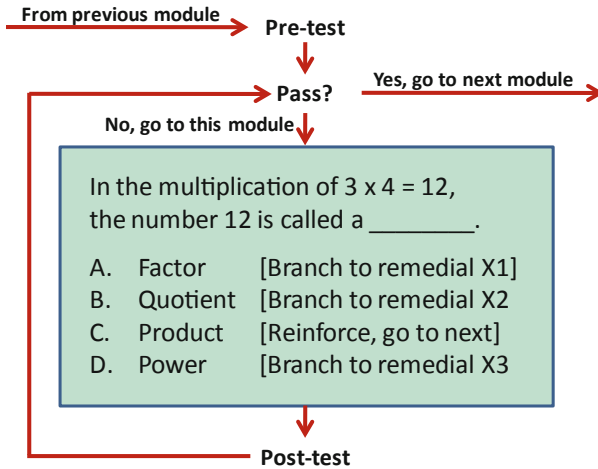 From previous module
Pre-test
Pass?
Yes, go to next module
No, go to this module
In the multiplication of 3 x 4 = 12,
the number 12 is called a ________.
A. Factor [Branch to remedial X1]
B. Quotient [Branch to remedial X2
C. Product [Reinforce, go to next]
D. Power [Branch to remedial X3
Post-test